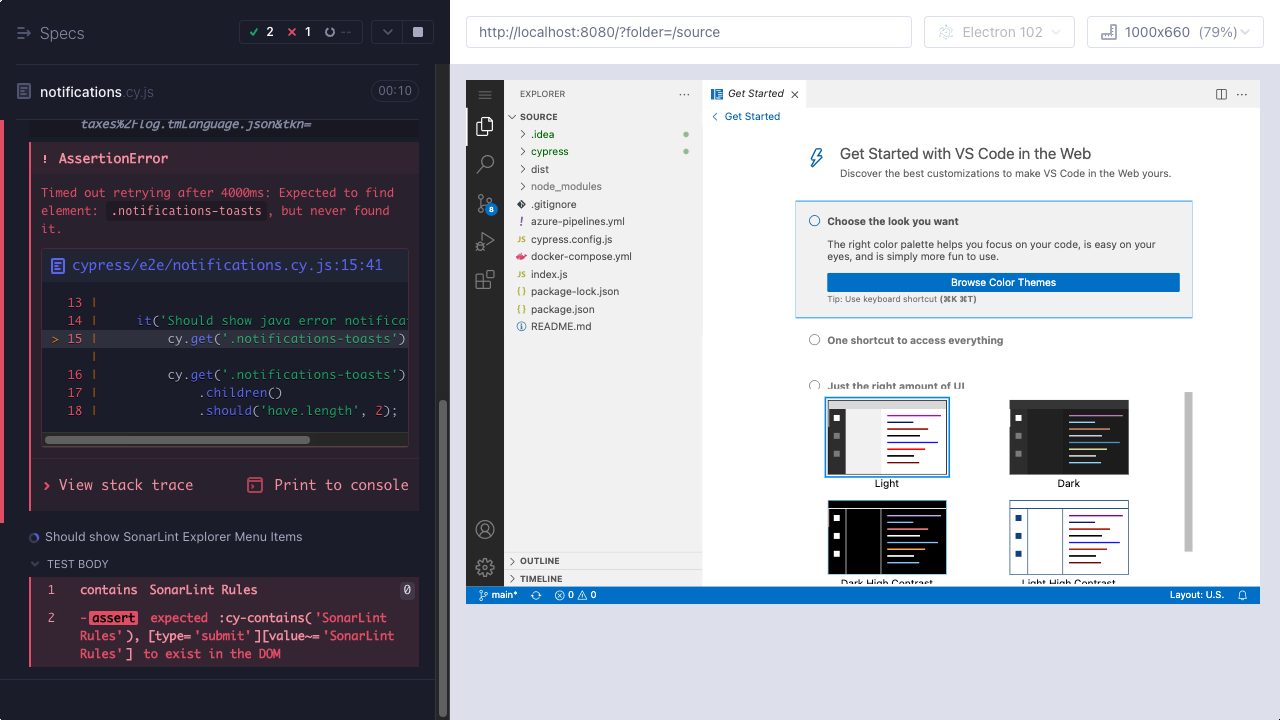 Specs
2
1
--
notifications.cy.js
00:10
taxes%2Flog.tmLanguage.json&tkn=
! AssertionError
Timed out retrying after 4000ms: Expected to find
element: .notifications-toasts, but never found
it.
cypress/e2e/notifications.cy.js:15:41
13 |
14 | it('Should show java error notifica
> 15 | cy.get('.notifications-toasts')
|
16 | cy.get('.notifications-toasts')
17 | .children()
18 | .should('have.length', 2);
View stack trace
Print to console
Should show SonarLint Explorer Menu Items
TEST BODY
1 contains SonarLint Rules 0
2 -assert expected :cy-contains('SonarLint
Rules'), [type='submit'][value~='SonarLint
Rules'] to exist in the DOM
http://localhost:8080/?folder=/source
Electron 102
1000x660 (79%)
EXPLORER
SOURCE
.idea
cypress
dist
node_modules
.gitignore
! azure-pipelines.yml
JS cypress.config.js
docker-compose.yml
JS index.js
{} package-lock.json
{} package.json
README.md
OUTLINE
TIMELINE
8
Get Started
Get Started
Get Started with VS Code in the Web
Discover the best customizations to make VS Code in the Web yours.
Choose the look you want
The right color palette helps you focus on your code, is easy on your
eyes, and is simply more fun to use.
Browse Color Themes
Tip: Use keyboard shortcut (⌘K ⌘T)
One shortcut to access everything
Just the right amount of UI
Light
Dark
Dark High Contrast
Light High Contrast
main*
0
0
Layout: U.S.